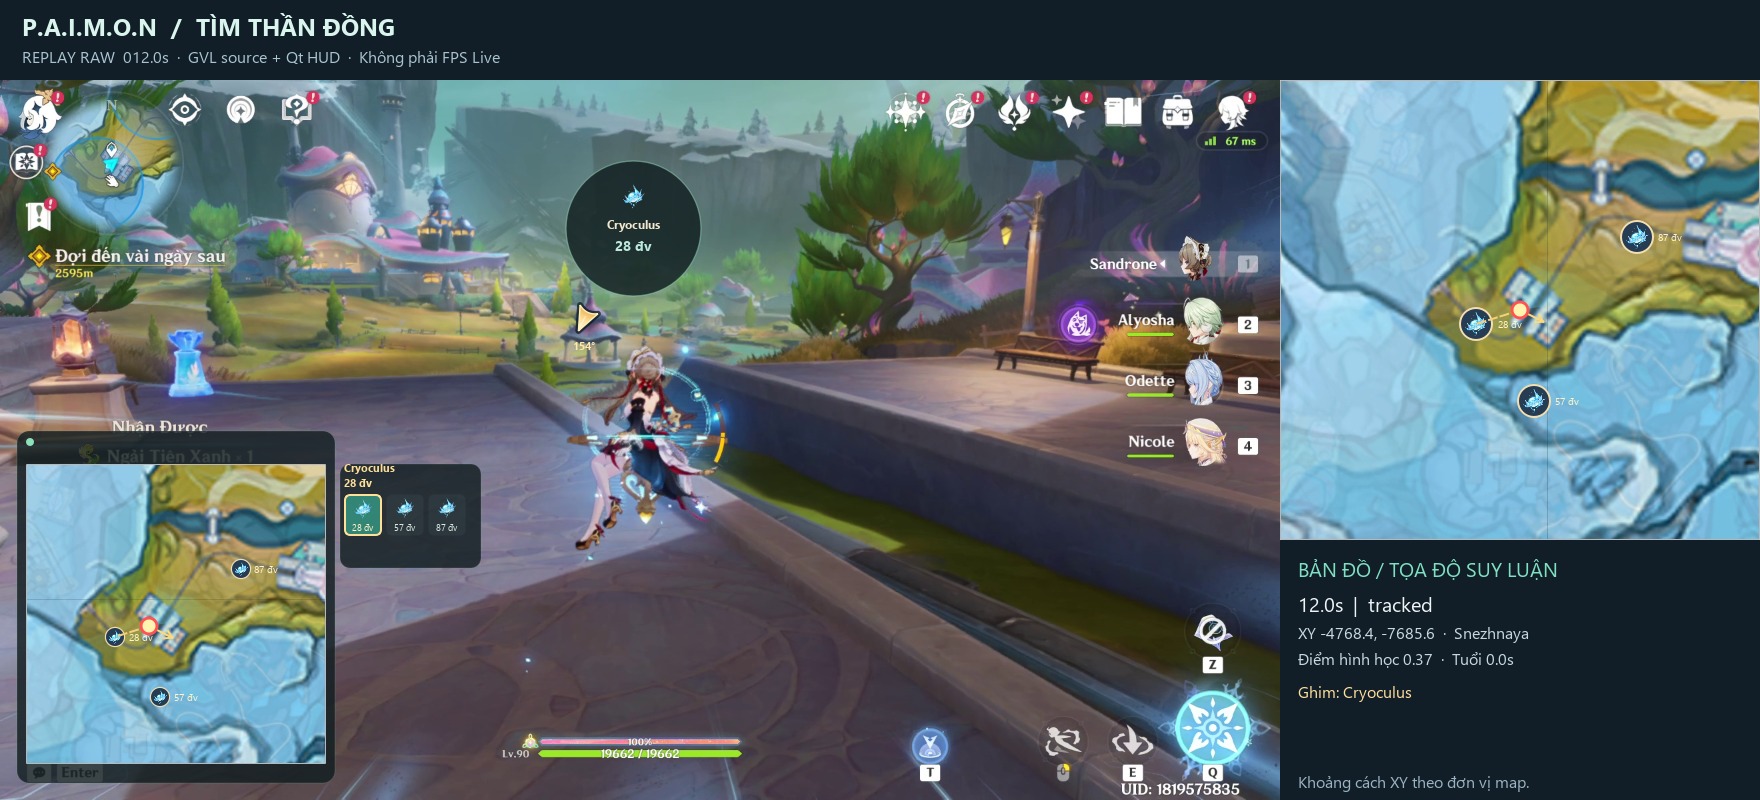 P.A.I.M.O.N / TÌM THẦN ĐỒNG
REPLAY RAW 012.0s · GVL source + Qt HUD · Không phải FPS Live
N
67 ms
Cryoculus
28 đv
154°
Đợi đến vài ngày sau
2595m
Sandrone
1
Alyosha
2
Odette
3
Nicole
4
Nhận Được
Ngải Tiên Xanh · 1
87 đv
28 đv
57 đv
Enter
Cryoculus
28 đv
28 đv
57 đv
87 đv
Lv.90
100%
19662 / 19662
Z
T
E
Q
UID: 1819575835
87 đv
28 đv
57 đv
BẢN ĐỒ / TỌA ĐỘ SUY LUẬN
12.0s | tracked
XY -4768.4, -7685.6 · Snezhnaya
Điểm hình học 0.37 · Tuổi 0.0s
Ghim: Cryoculus
Khoảng cách XY theo đơn vị map.